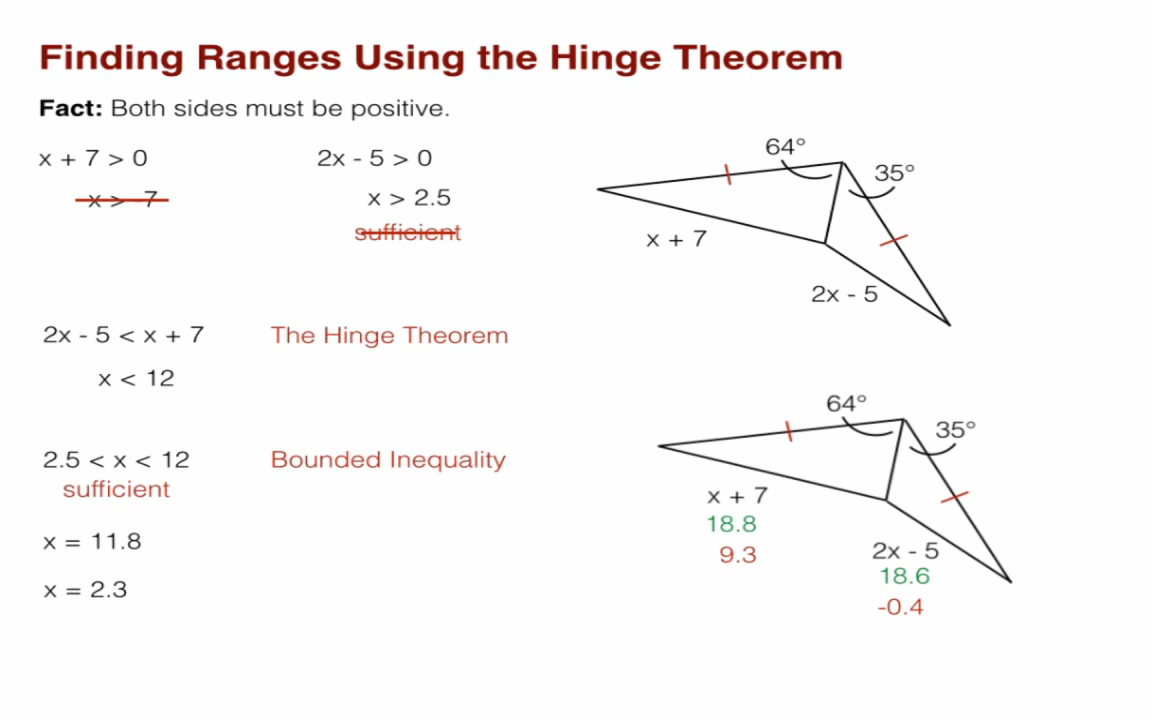 Finding Ranges Using the Hinge Theorem
Fact: Both sides must be positive.
x + 7 > 0
2x - 5 > 0
x > -7
x > 2.5
sufficient
64°
35°
x + 7
2x - 5
2x - 5 < x + 7
The Hinge Theorem
x < 12
2.5 < x < 12
Bounded Inequality
sufficient
x = 11.8
x = 2.3
64°
35°
x + 7
18.8
9.3
2x - 5
18.6
-0.4